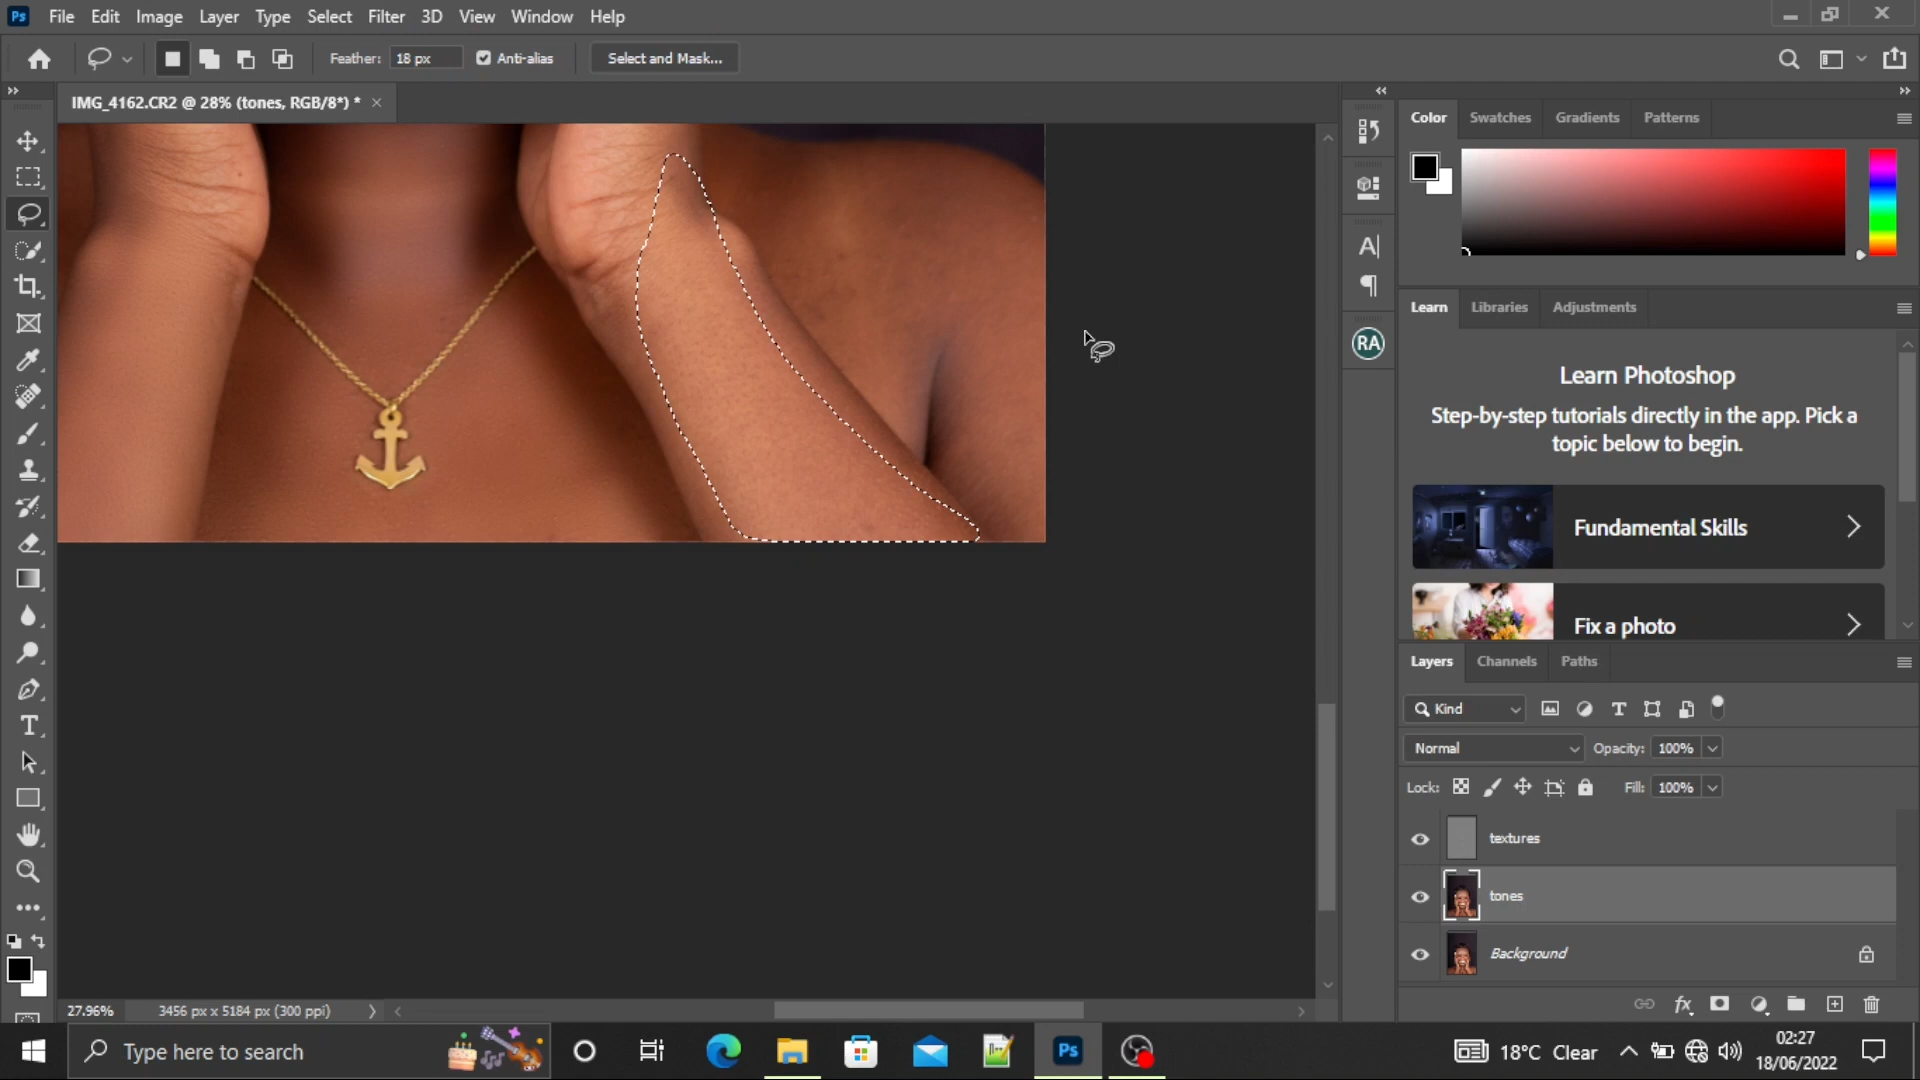 Ps File Edit Image Layer Type Select Filter 3D View Window Help
Feather: 18 px Anti-alias Select and Mask...
IMG_4162.CR2 @ 28% (tones, RGB/8*) *
Color Swatches Gradients Patterns
Learn Libraries Adjustments
RA
Learn Photoshop
Step-by-step tutorials directly in the app. Pick a
topic below to begin.
Fundamental Skills
Fix a photo
Layers Channels Paths
Kind
Normal Opacity: 100%
Lock: Fill: 100%
textures
tones
Background
fx
27.96% 3456 px x 5184 px (300 ppi)
Type here to search
Ps
18°C Clear
02:27
18/06/2022